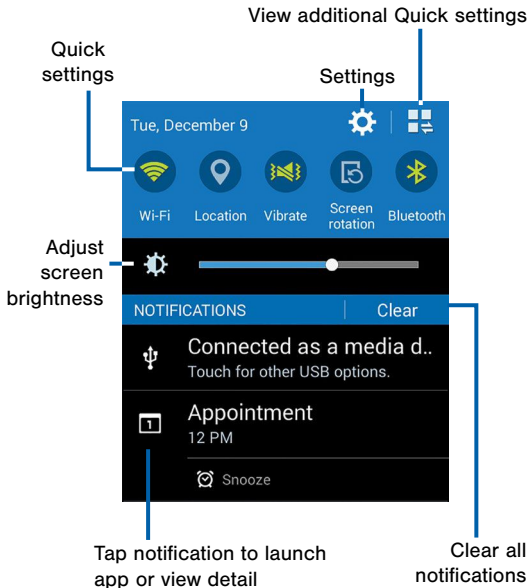 View additional Quick settings
Quick
settings
Settings
Tue, December 9
Wi-Fi
Location
Vibrate
Screen
rotation
Bluetooth
Adjust
screen
brightness
NOTIFICATIONS
Clear
Connected as a media d..
Touch for other USB options.
1
Appointment
12 PM
Snooze
Tap notification to launch
app or view detail
Clear all
notifications